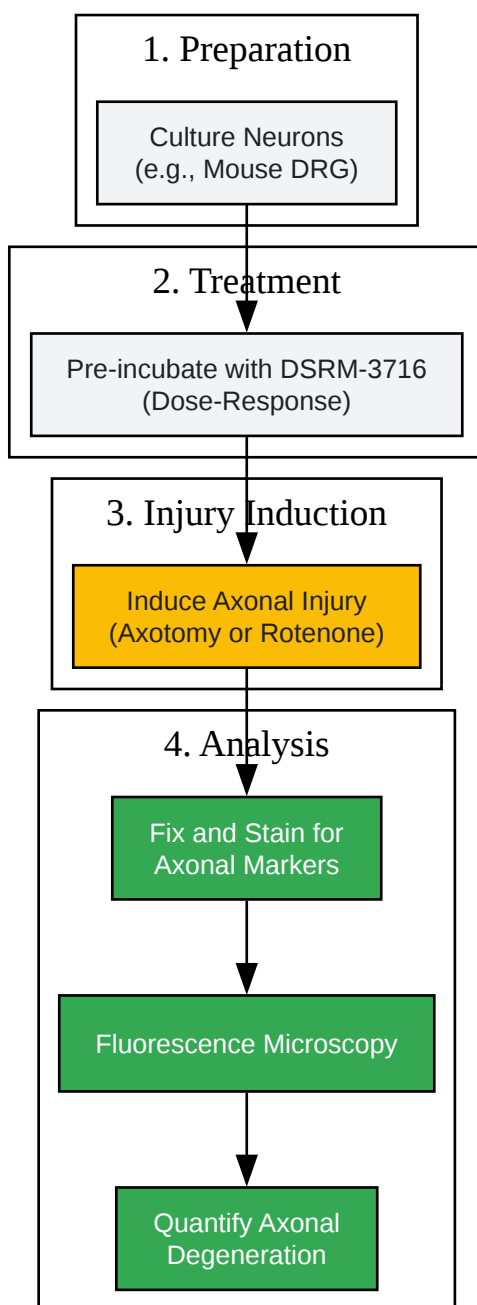 1. Preparation
Culture Neurons
(e.g., Mouse DRG)
2. Treatment
Pre-incubate with DSRM-3716
(Dose-Response)
3. Injury Induction
Induce Axonal Injury
(Axotomy or Rotenone)
4. Analysis
Fix and Stain for
Axonal Markers
Fluorescence Microscopy
Quantify Axonal
Degeneration